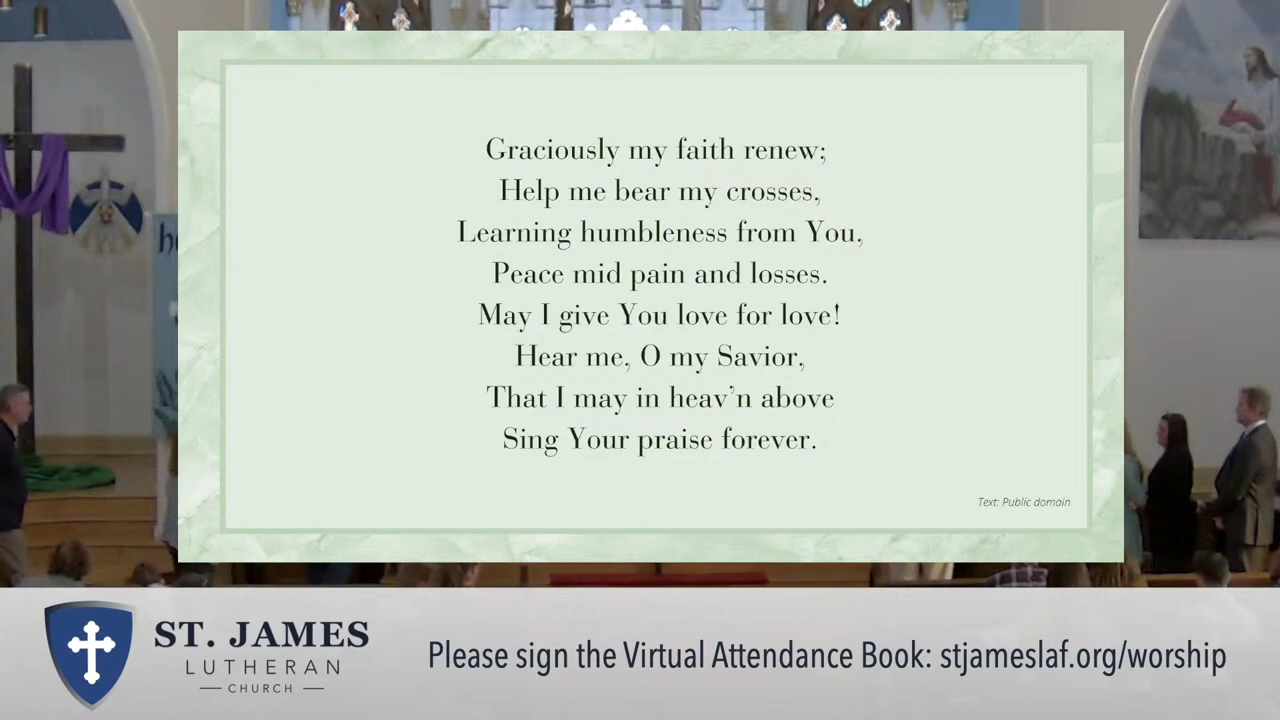 Graciously my faith renew;
Help me bear my crosses,
Learning humbleness from You,
Peace mid pain and losses.
May I give You love for love!
Hear me, O my Savior,
That I may in heav’n above
Sing Your praise forever.
Text: Public domain
ST. JAMES
LUTHERAN
CHURCH
Please sign the Virtual Attendance Book: stjameslaf.org/worship